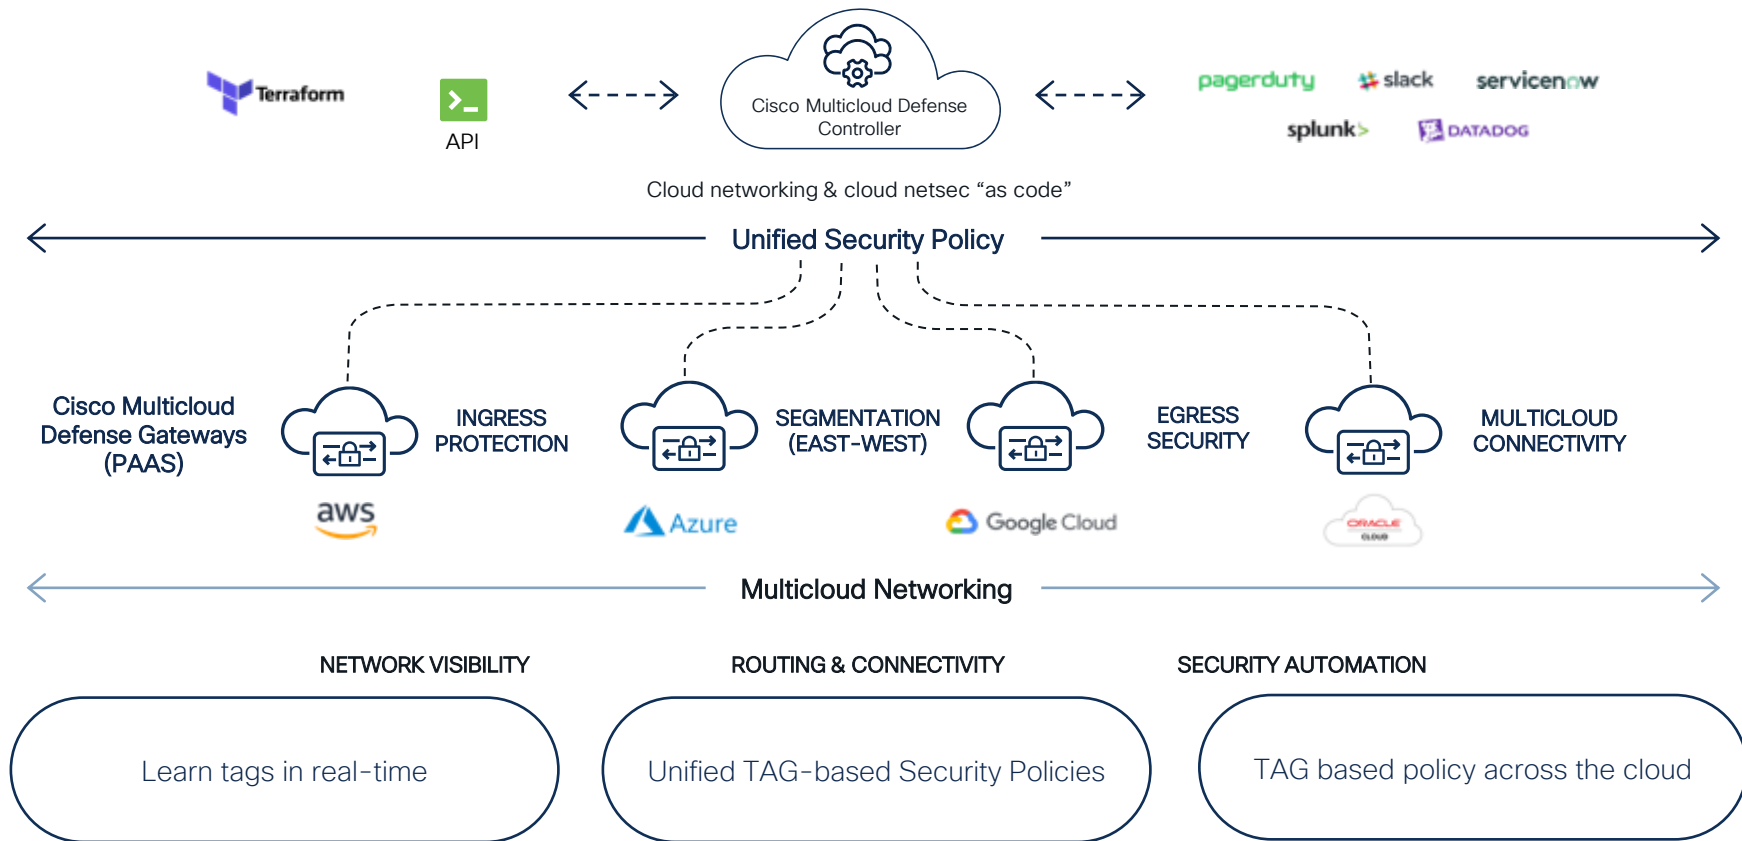 Terraform
API
Cisco Multicloud Defense
Controller
pagerduty
slack
servicenow
splunk>
DATADOG
Cloud networking & cloud netsec “as code”
Unified Security Policy
Cisco Multicloud
Defense Gateways
(PAAS)
INGRESS
PROTECTION
SEGMENTATION
(EAST-WEST)
EGRESS
SECURITY
MULTICLOUD
CONNECTIVITY
aws
Azure
Google Cloud
ORACLE
CLOUD
Multicloud Networking
NETWORK VISIBILITY
ROUTING & CONNECTIVITY
SECURITY AUTOMATION
Learn tags in real-time
Unified TAG-based Security Policies
TAG based policy across the cloud